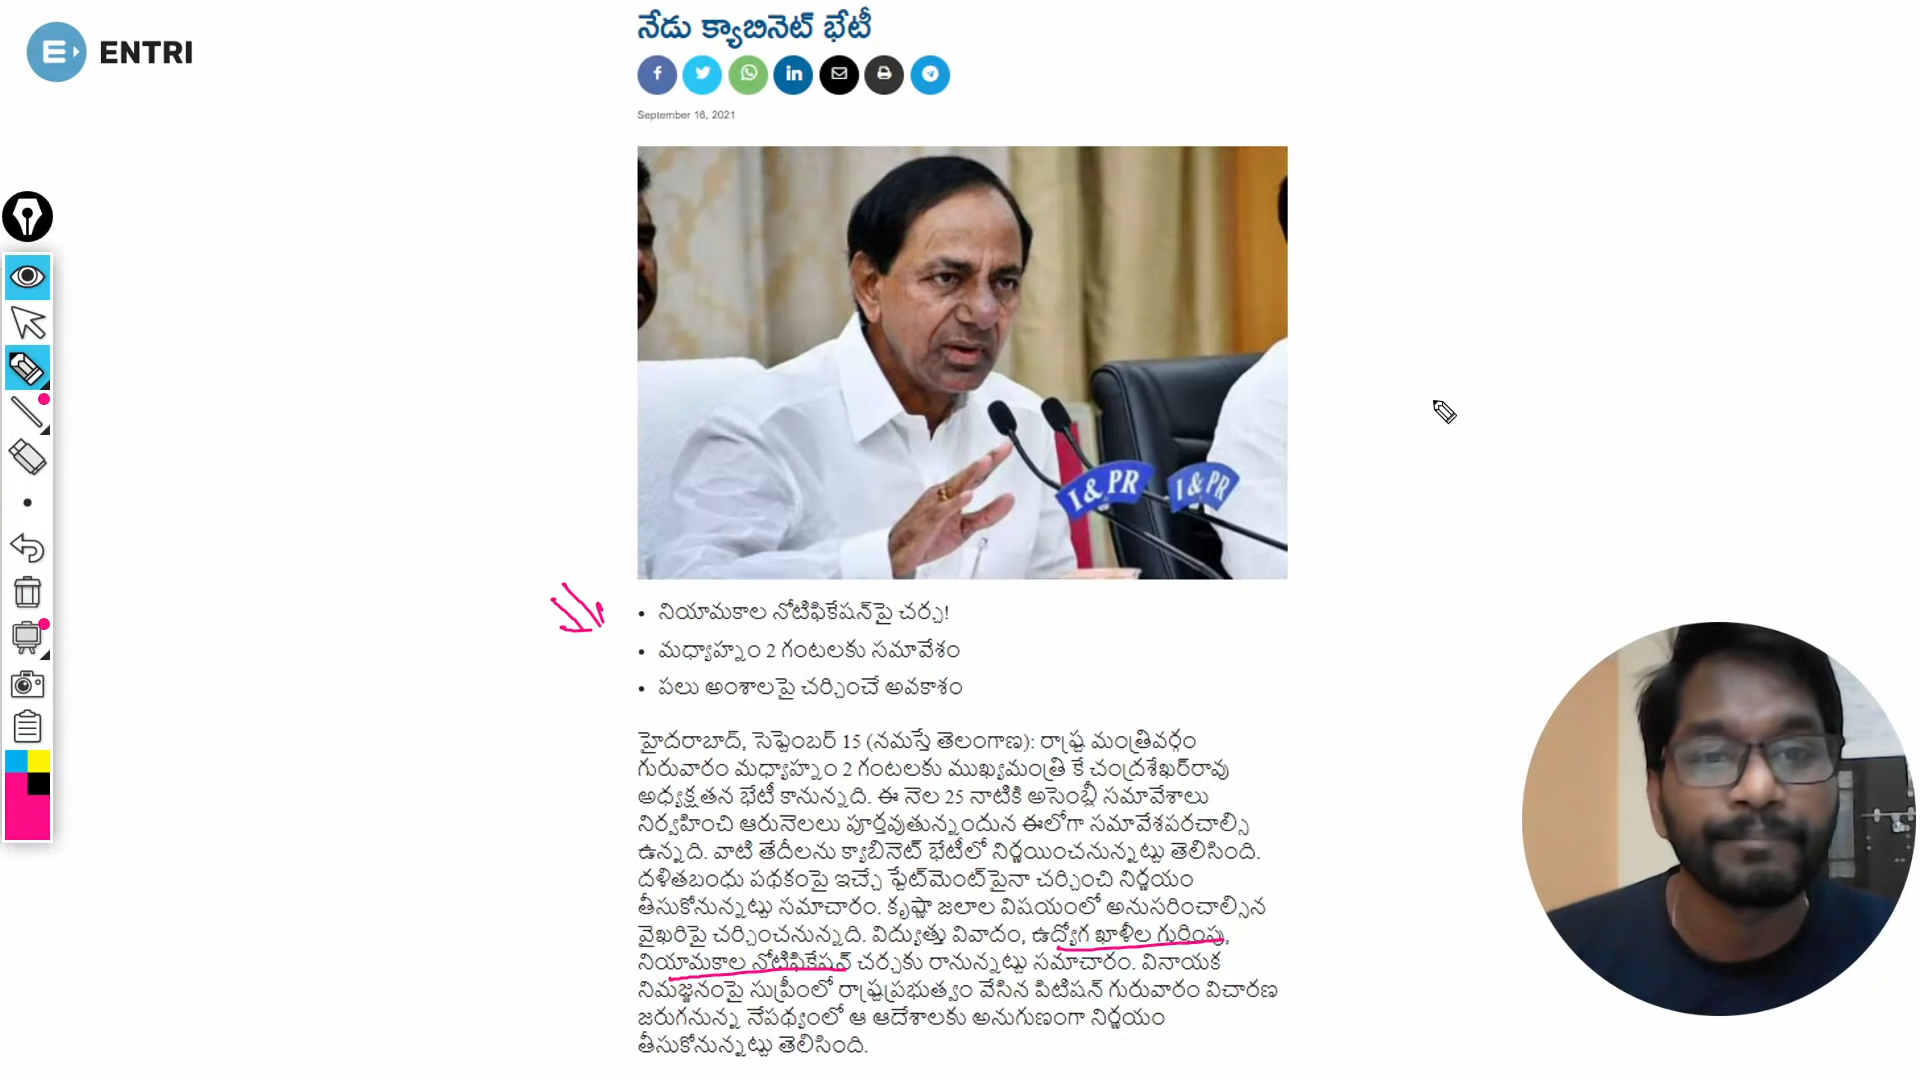 ENTRI
నేడు క్యాబినెట్ భేటీ
September 16, 2021
I & PR
I & PR
నియామకాల నోటిఫికేషన్‌పై చర్చ!
మధ్యాహ్నం 2 గంటలకు సమావేశం
పలు అంశాలపై చర్చించే అవకాశం
హైదరాబాద్, సెప్టెంబర్ 15 (నమస్తే తెలంగాణ): రాష్ట్ర మంత్రివర్గం
గురువారం మధ్యాహ్నం 2 గంటలకు ముఖ్యమంత్రి కే చంద్రశేఖర్‌రావు
అధ్యక్షతన భేటీ కానున్నది. ఈ నెల 25 నాటికి అసెంబ్లీ సమావేశాలు
నిర్వహించి ఆరునెలలు పూర్తవుతున్నందున ఈలోగా సమావేశపరచాల్సి
ఉన్నది. వాటి తేదీలను క్యాబినెట్ భేటీలో నిర్ణయించనున్నట్టు తెలిసింది.
దళితబంధు పథకంపై ఇచ్చే స్టేట్‌మెంట్‌పైనా చర్చించి నిర్ణయం
తీసుకోనున్నట్టు సమాచారం. కృష్ణా జలాల విషయంలో అనుసరించాల్సిన
వైఖరిపై చర్చించనున్నది. విద్యుత్తు వివాదం, ఉద్యోగ ఖాళీల గుర్తింపు,
నియామకాల నోటిఫికేషన్ చర్చకు రానున్నట్టు సమాచారం. వినాయక
నిమజ్జనంపై సుప్రీంలో రాష్ట్రప్రభుత్వం వేసిన పిటిషన్ గురువారం విచారణ
జరుగనున్న నేపథ్యంలో ఆ ఆదేశాలకు అనుగుణంగా నిర్ణయం
తీసుకోనున్నట్టు తెలిసింది.